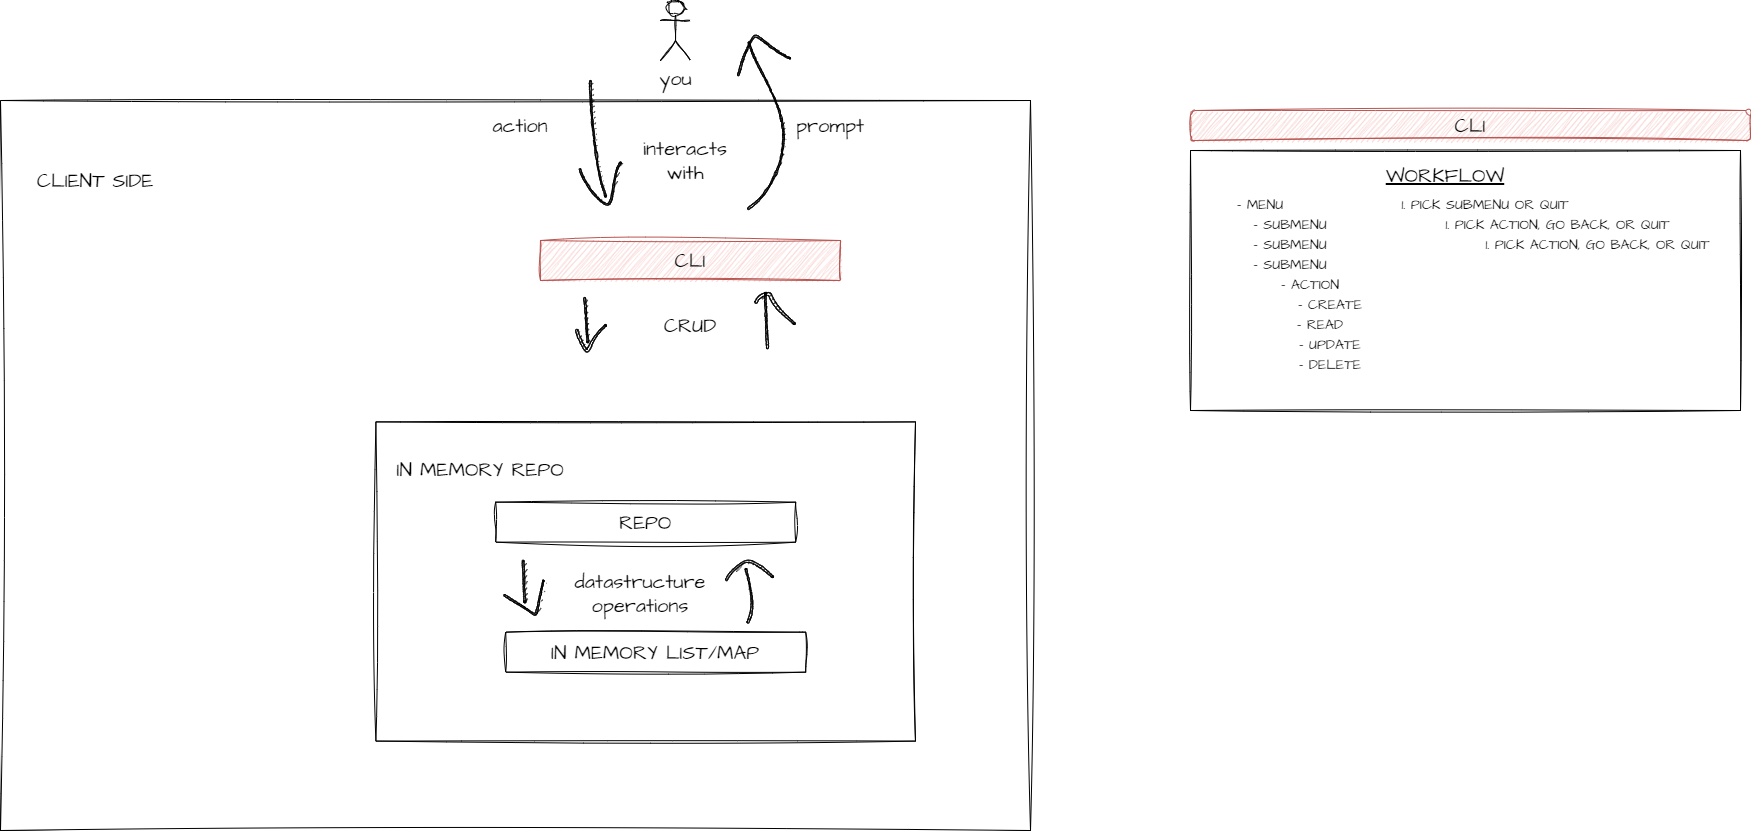 you
action
prompt
interacts
with
CLIENT SIDE
CLI
CRUD
IN MEMORY REPO
REPO
datastructure
operations
IN MEMORY LIST/MAP
CLI
WORKFLOW
- MENU
- SUBMENU
- SUBMENU
- SUBMENU
- ACTION
- CREATE
- READ
- UPDATE
- DELETE
1. PICK SUBMENU OR QUIT
1. PICK ACTION, GO BACK, OR QUIT
1. PICK ACTION, GO BACK, OR QUIT